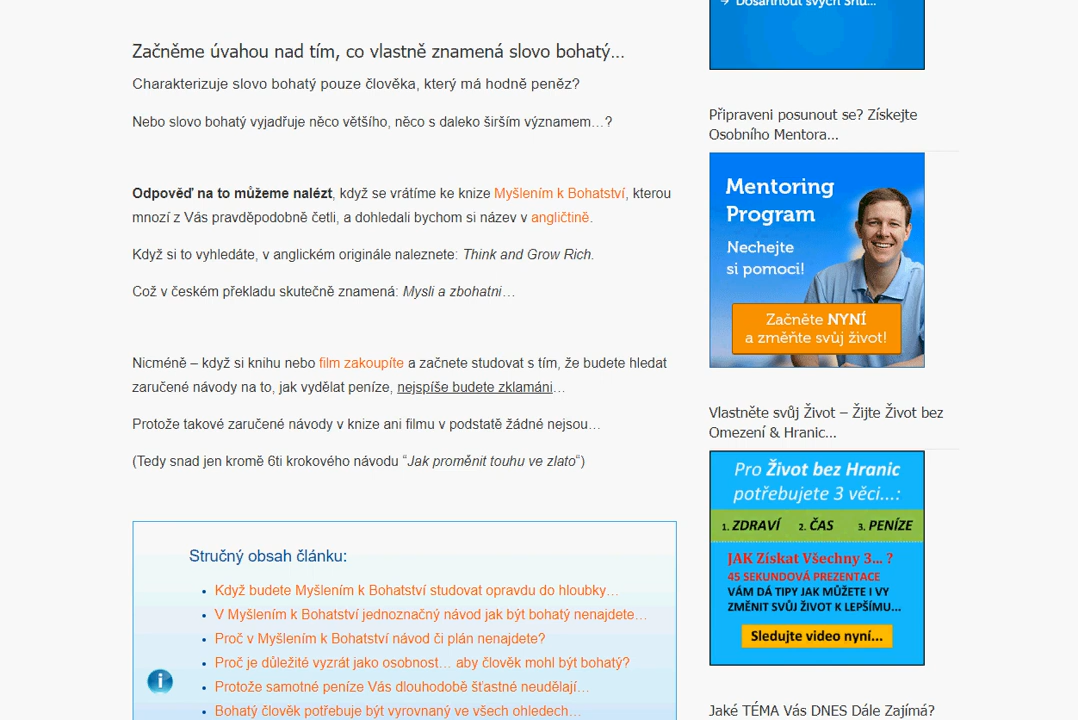 Začněme úvahou nad tím, co vlastně znamená slovo bohatý…
Charakterizuje slovo bohatý pouze člověka, který má hodně peněz?
Nebo slovo bohatý vyjadřuje něco většího, něco s daleko širším významem…?
Odpověď na to můžeme nalézt, když se vrátíme ke knize Myšlením k Bohatství, kterou
mnozí z Vás pravděpodobně četli, a dohledali bychom si název v angličtině.
Když si to vyhledáte, v anglickém originále naleznete: Think and Grow Rich.
Což v českém překladu skutečně znamená: Mysli a zbohatni…
Nicméně – když si knihu nebo film zakoupíte a začnete studovat s tím, že budete hledat
zaručené návody na to, jak vydělat peníze, nejspíše budete zklamáni…
Protože takové zaručené návody v knize ani filmu v podstatě žádné nejsou…
(Tedy snad jen kromě 6ti krokového návodu “Jak proměnit touhu ve zlato“)
Stručný obsah článku:
Když budete Myšlením k Bohatství studovat opravdu do hloubky…
V Myšlením k Bohatství jednoznačný návod jak být bohatý nenajdete…
Proč v Myšlením k Bohatství návod či plán nenajdete?
Proč je důležité vyzrát jako osobnost… aby člověk mohl být bohatý?
Protože samotné peníze Vás dlouhodobě šťastné neudělají…
Bohatý člověk potřebuje být vyrovnaný ve všech ohledech…
→ Dosáhnout svých Snů...
Připraveni posunout se? Získejte
Osobního Mentora…
Mentoring
Program
Nechejte
si pomoci!
Začněte NYNÍ
a změňte svůj život!
Vlastněte svůj Život – Žijte Život bez
Omezení & Hranic…
Pro Život bez Hranic
potřebujete 3 věci...:
1. ZDRAVÍ 2. ČAS 3. PENÍZE
JAK Získat Všechny 3... ?
45 SEKUNDOVÁ PREZENTACE
VÁM DÁ TIPY JAK MŮŽETE I VY
ZMĚNIT SVŮJ ŽIVOT K LEPŠÍMU...
Sledujte video nyní...
Jaké TÉMA Vás DNES Dále Zajímá?